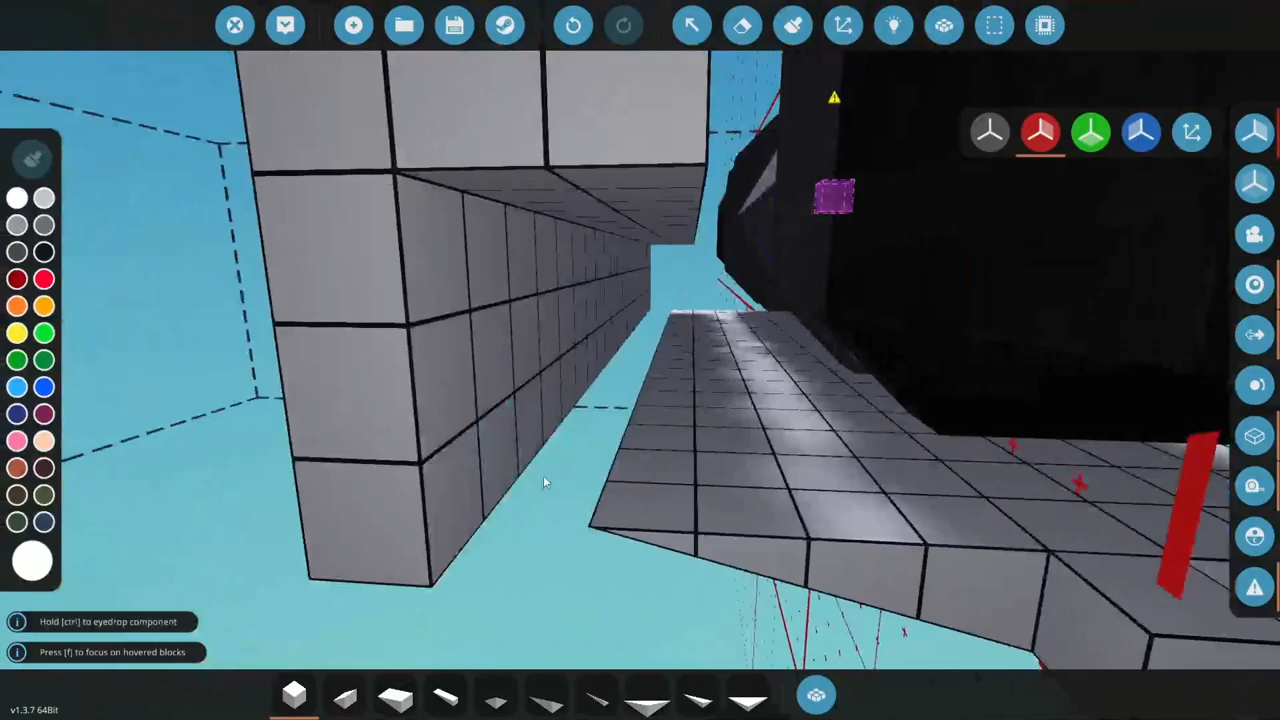 Hold [ctrl] to eyedrop component
Press [f] to focus on hovered blocks
v1.3.7 64Bit